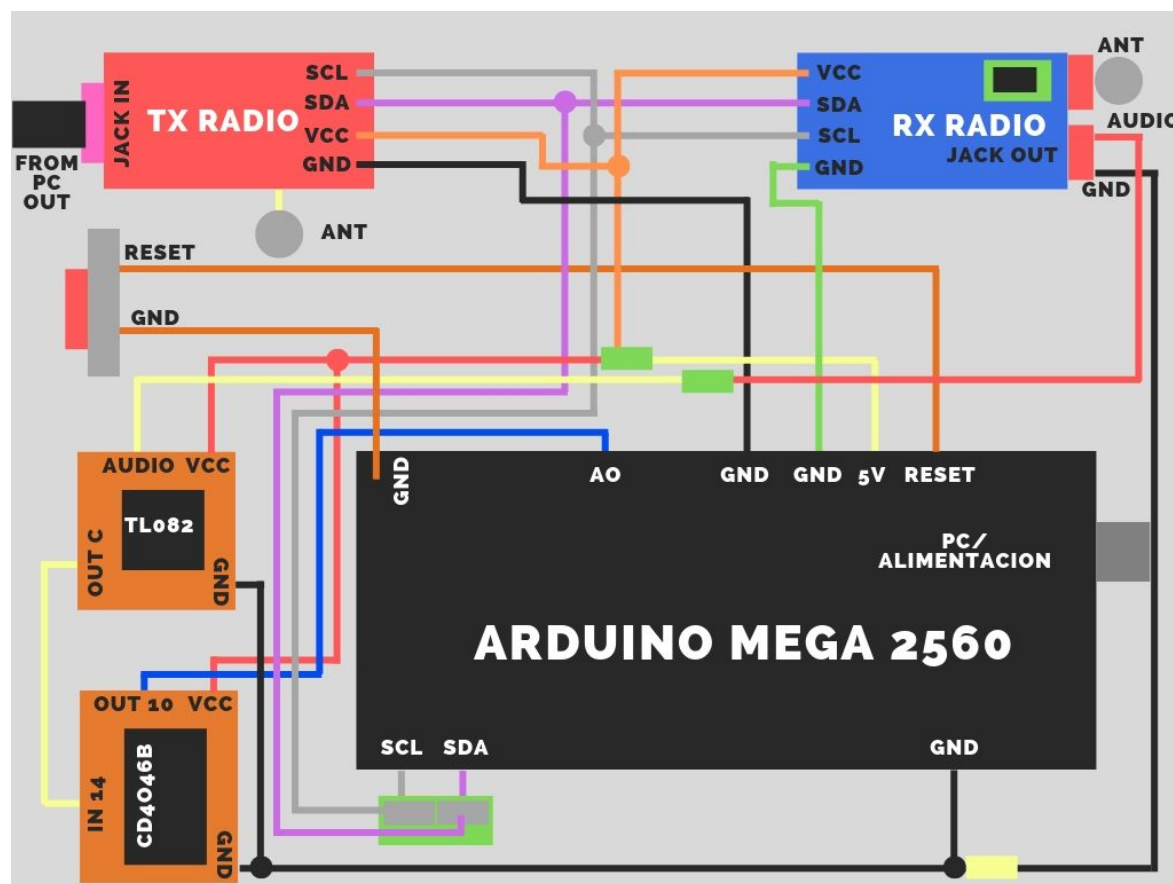 JACK IN
TX RADIO
SCL
SDA
VCC
GND
FROM
PC
OUT
ANT
VCC
SDA
SCL
GND
RX RADIO
JACK OUT
ANT
AUDIO
GND
RESET
GND
AUDIO VCC
TL082
OUT C
GND
OUT 10 VCC
CD4046B
IN 14
GND
GND
AO
GND
GND
5V
RESET
PC/
ALIMENTACION
ARDUINO MEGA 2560
SCL
SDA
GND